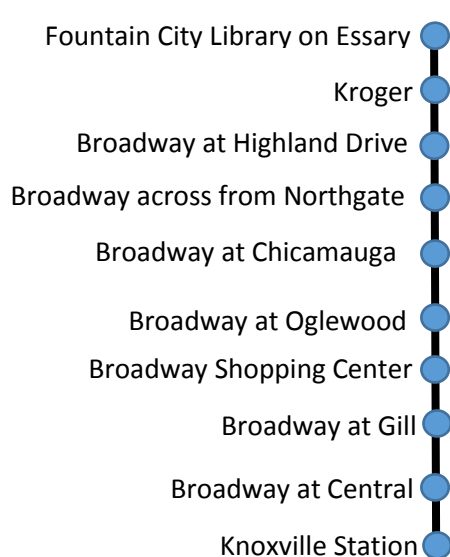 Fountain City Library on Essary
Kroger
Broadway at Highland Drive
Broadway across from Northgate
Broadway at Chicamauga
Broadway at Oglewood
Broadway Shopping Center
Broadway at Gill
Broadway at Central
Knoxville Station